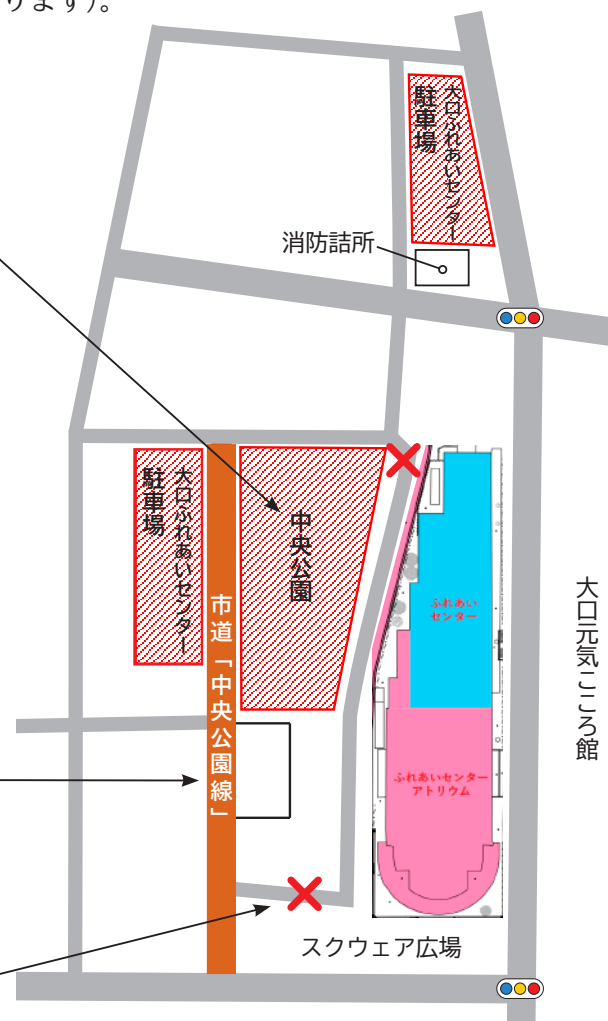 ります）。
大口ふれあいセンター
駐車場
消防詰所
大口ふれあいセンター
駐車場
中央公園
市道「中央公園線」
ふれあい
センター
大口元気こころ館
ふれあいセンター
アトリウム
スクウェア広場